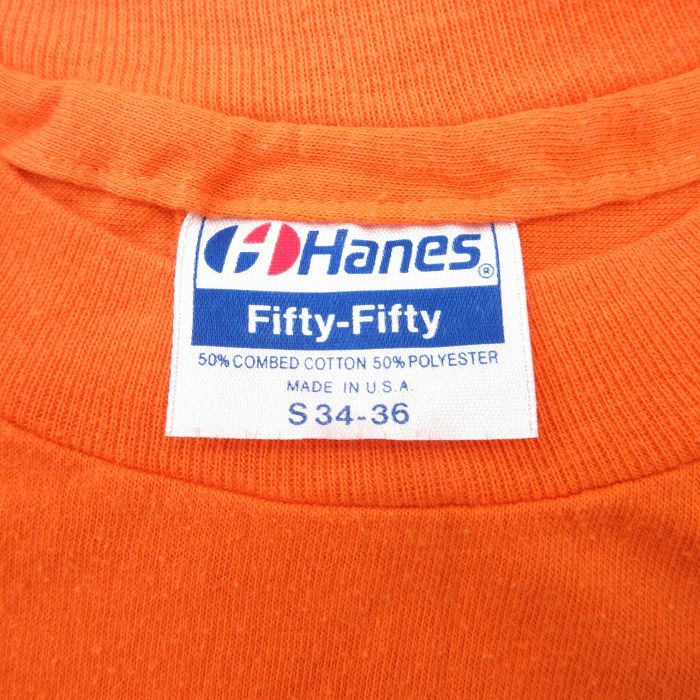 Hanes®
Fifty-Fifty
50% COMBED COTTON 50% POLYESTER
MADE IN U.S.A.
S 34-36